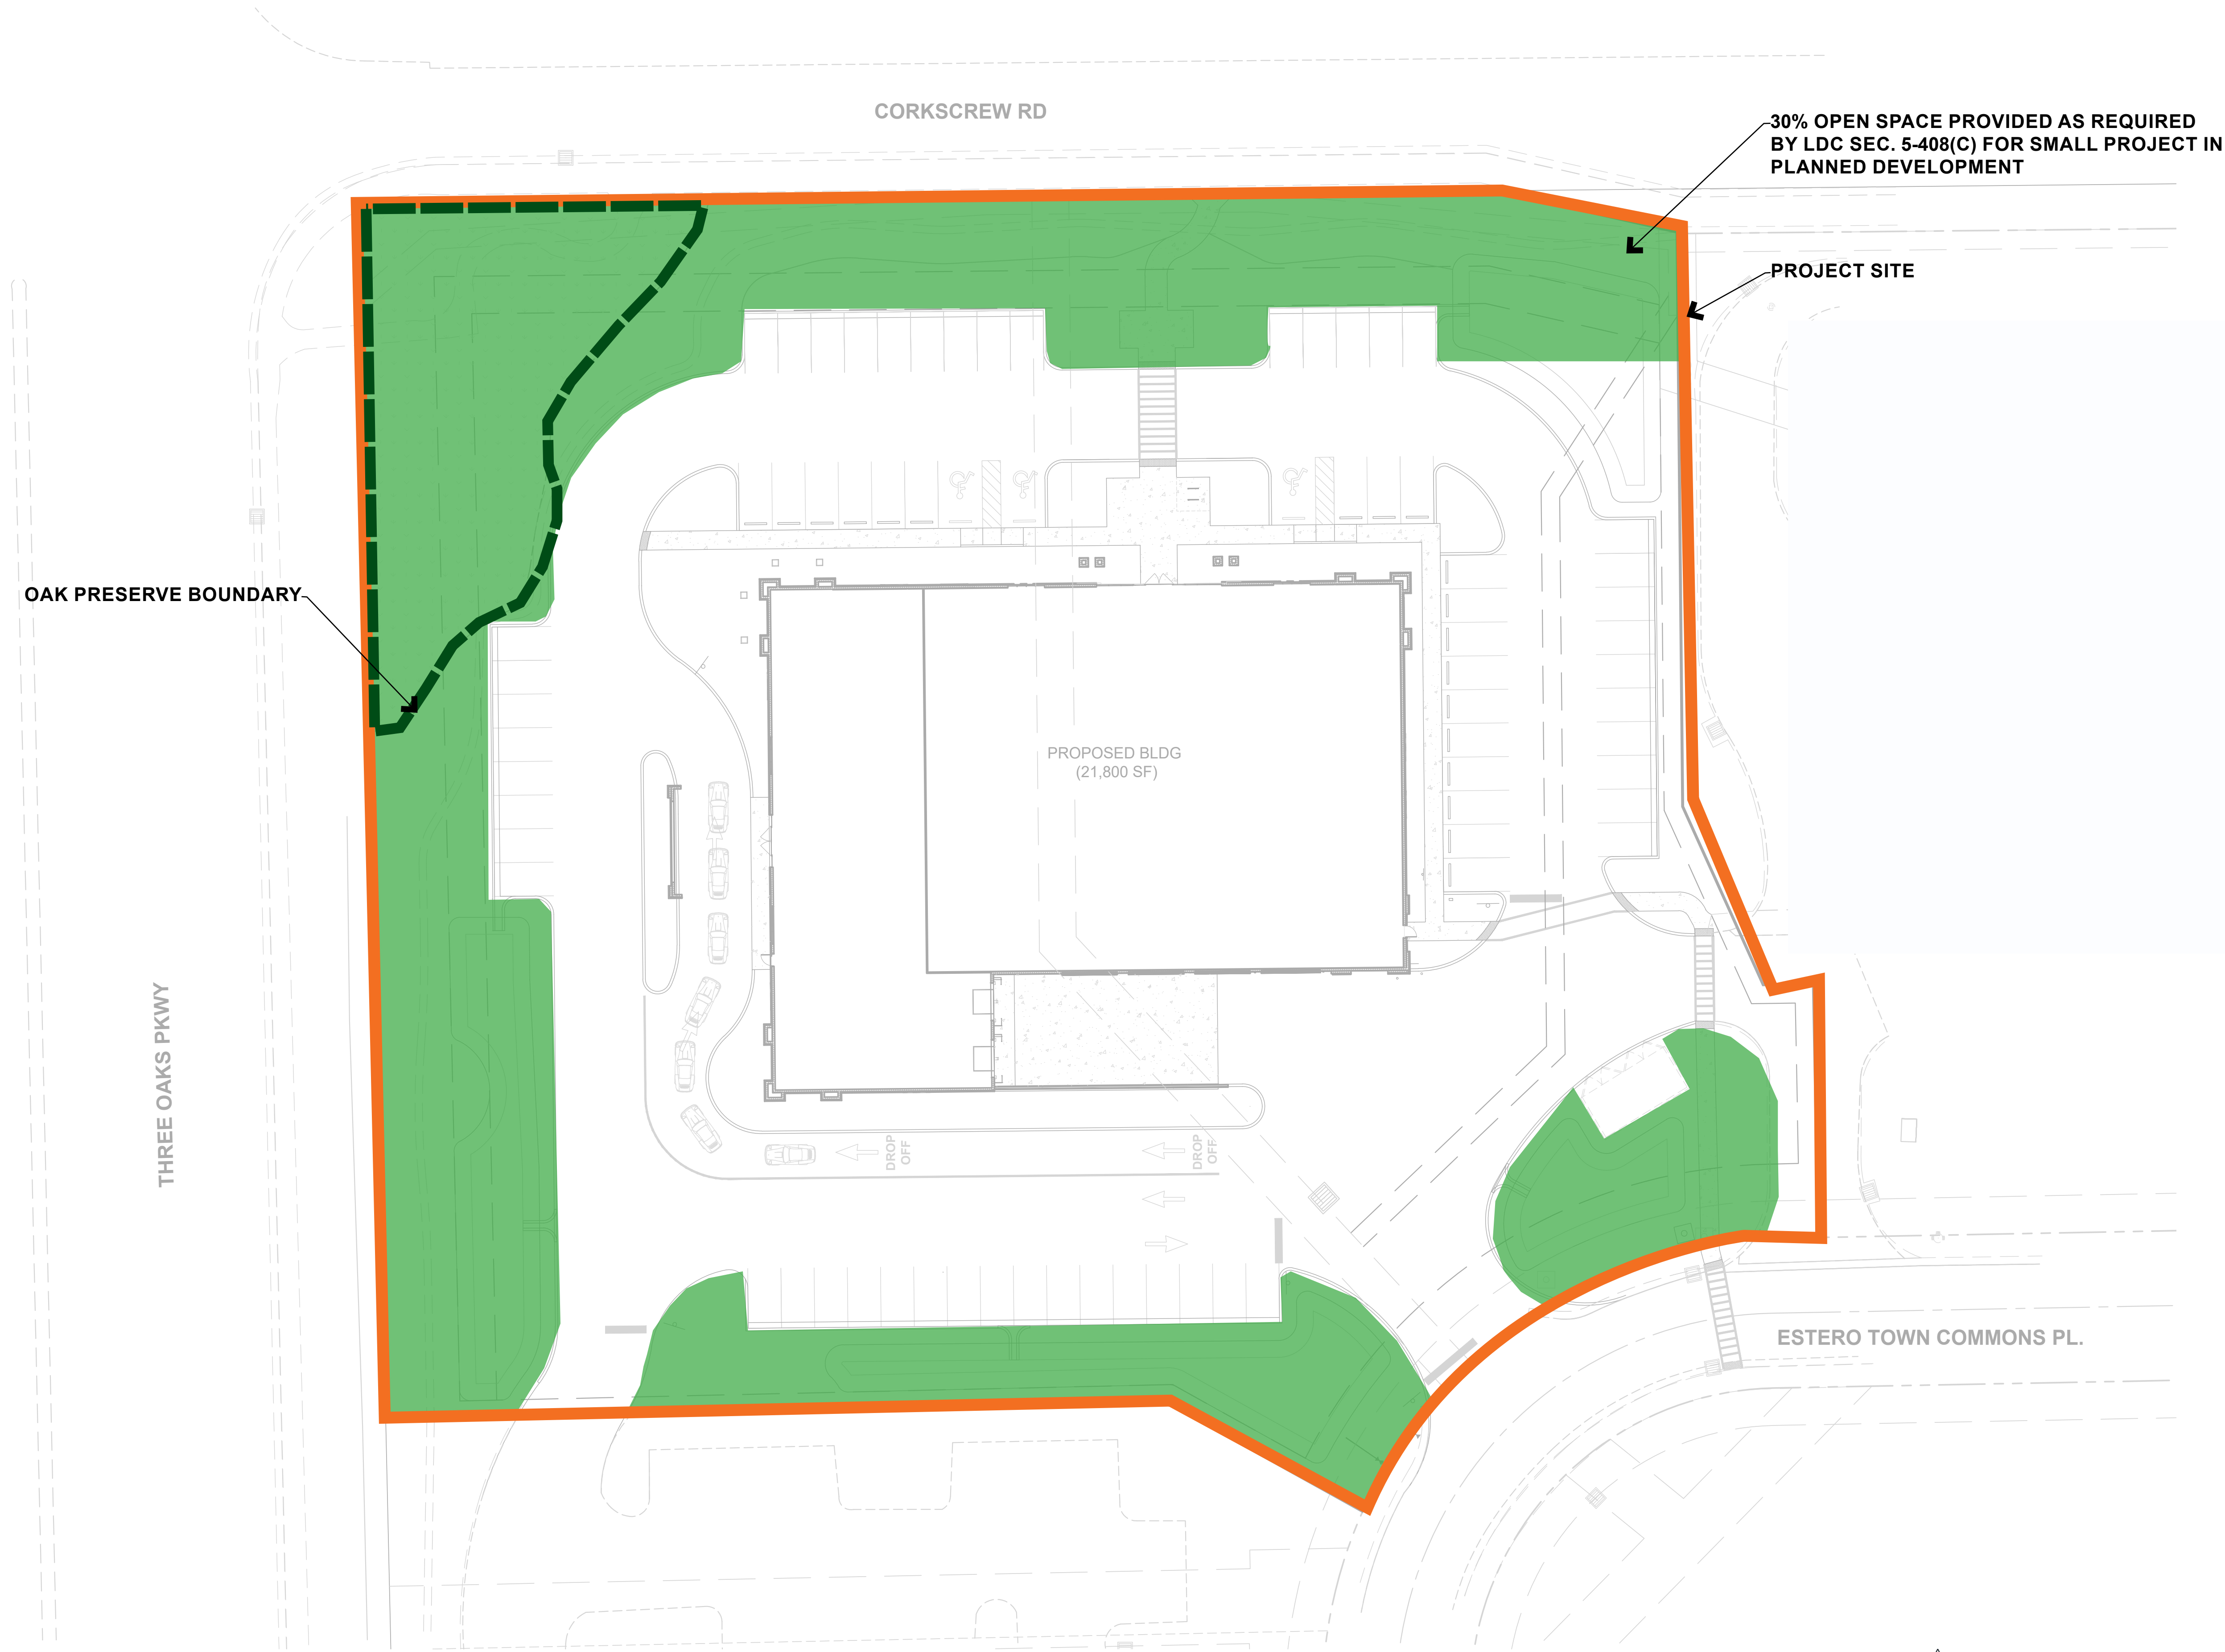 CORKSCREW RD
30% OPEN SPACE PROVIDED AS REQUIRED
BY LDC SEC. 5-408(C) FOR SMALL PROJECT IN
PLANNED DEVELOPMENT
PROJECT SITE
OAK PRESERVE BOUNDARY
PROPOSED BLDG
(21,800 SF)
THREE OAKS PKWY
DROP
OFF
DROP
OFF
ESTERO TOWN COMMONS PL.